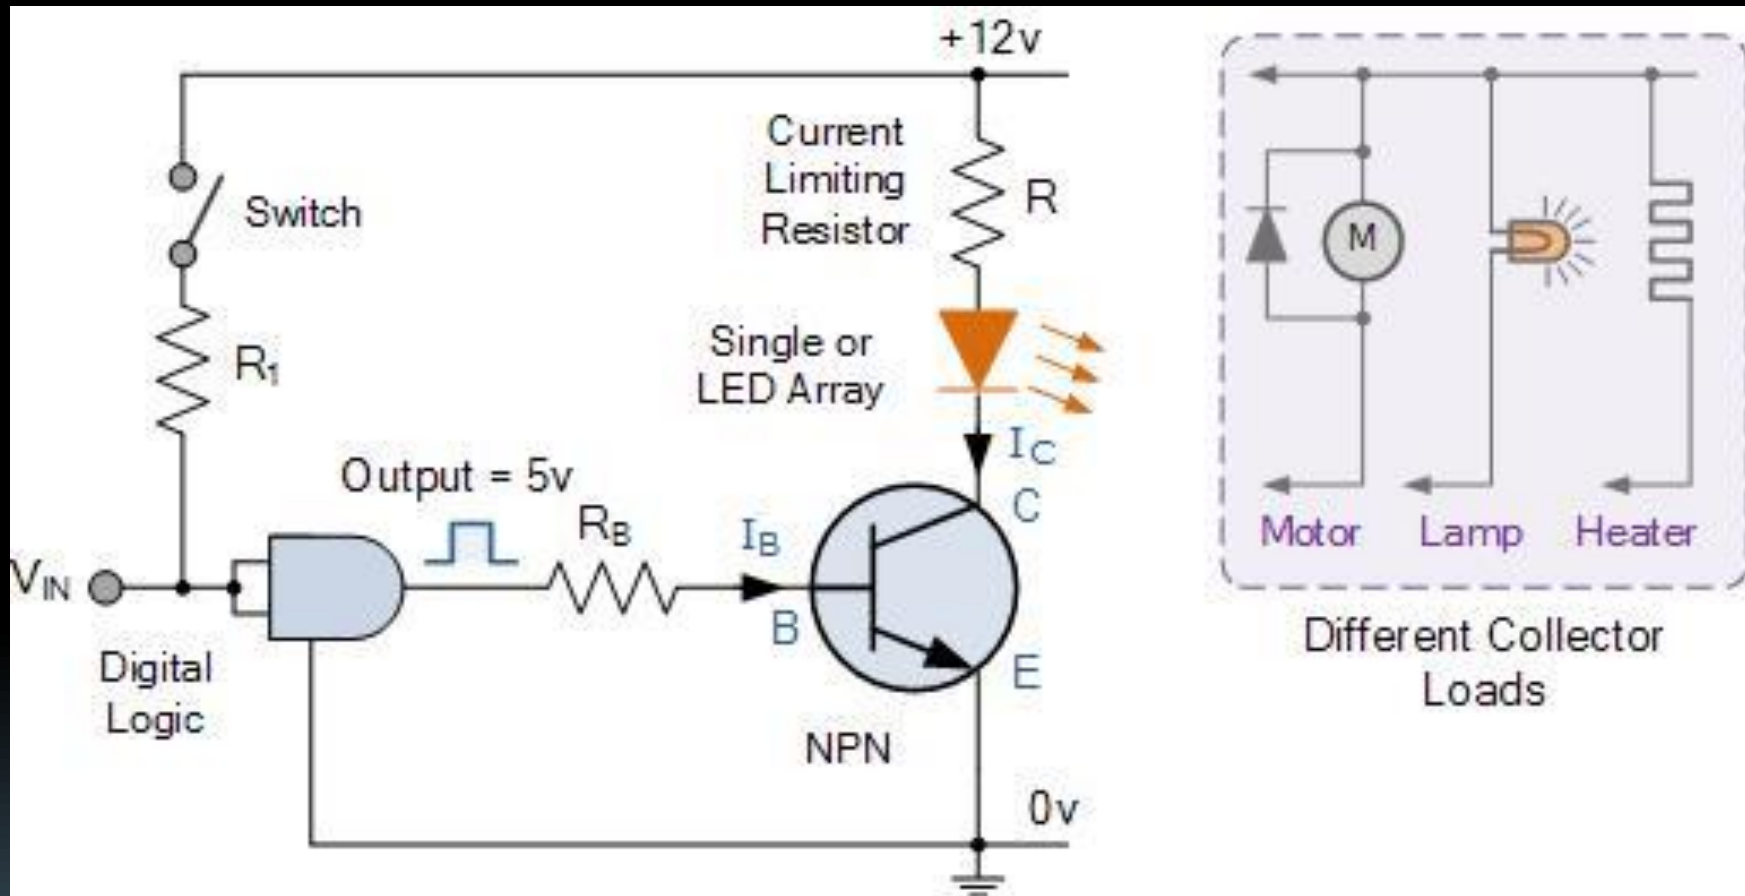 +12v
Current
Limiting
Resistor
R
Switch
R1
Single or
LED Array
IC
C
Output = 5v
RB
IB
B
E
VIN
Digital
Logic
NPN
0v
M
Motor
Lamp
Heater
Different Collector
Loads